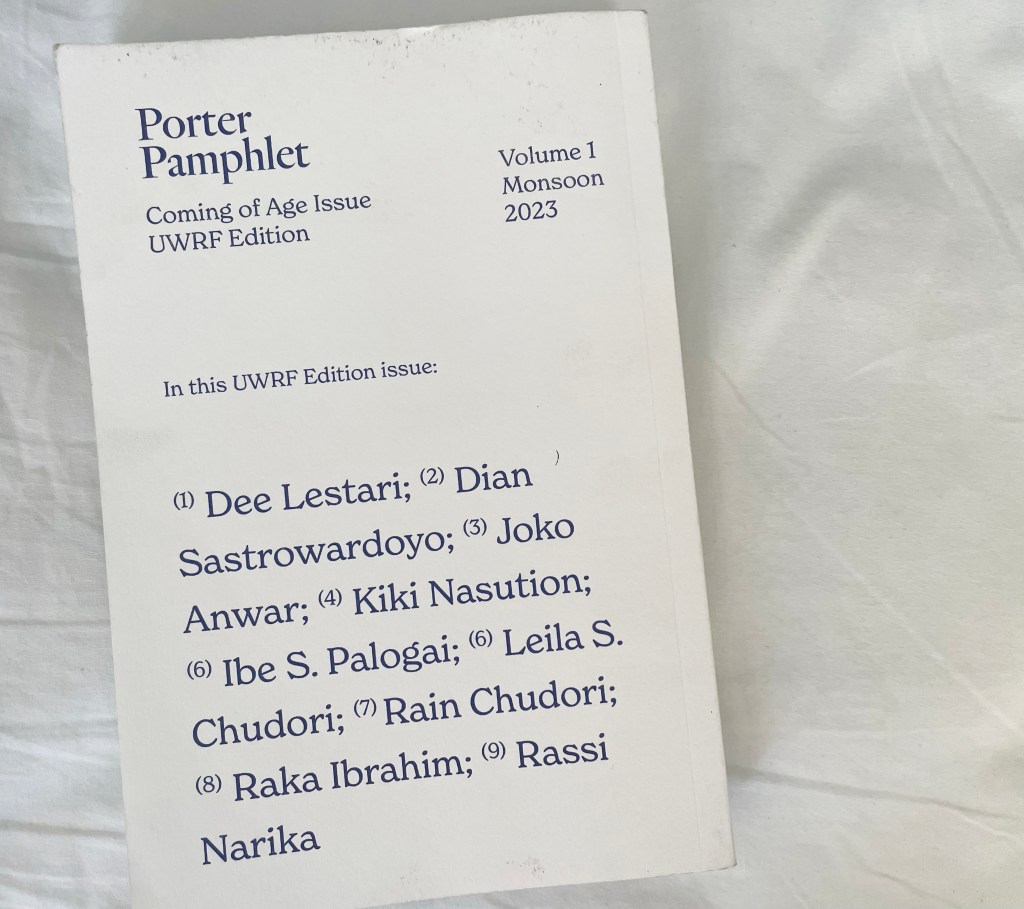 Porter
Pamphlet
Coming of Age Issue
UWRF Edition
Volume 1
Monsoon
2023
In this UWRF Edition issue:
(1) Dee Lestari; (2) Dian
Sastrowardoyo; (3) Joko
Anwar; (4) Kiki Nasution;
(6) Ibe S. Palogai; (6) Leila S.
Chudori; (7) Rain Chudori;
(8) Raka Ibrahim; (9) Rassi
Narika